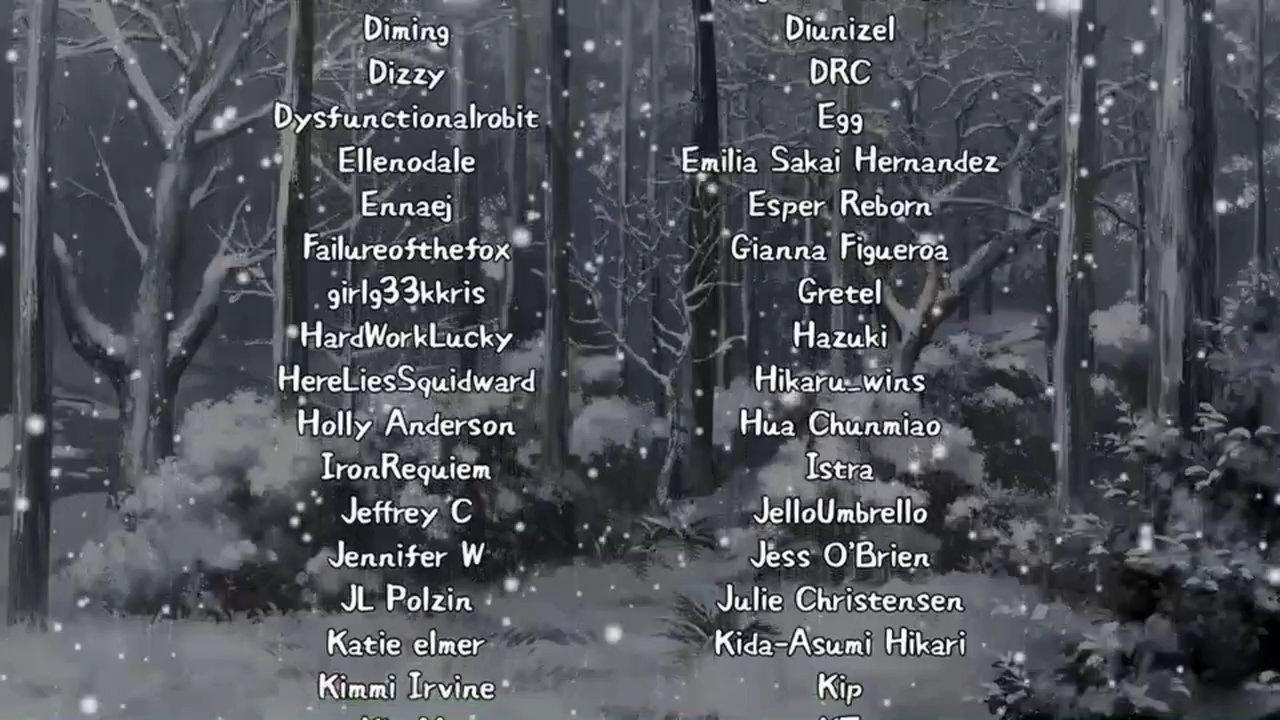 Diming
Diunizel
Dizzy
DRC
Dysfunctionalrobit
Egg
Ellenodale
Emilia Sakai Hernandez
Ennaej
Esper Reborn
Failureofthefox
Gianna Figueroa
girlg33kkris
Gretel
HardWorkLucky
Hazuki
HereLiesSquidward
Hikaru_wins
Holly Anderson
Hua Chunmiao
IronRequiem
Istra
Jeffrey C
JelloUmbrello
Jennifer W
Jess O'Brien
JL Polzin
Julie Christensen
Katie elmer
Kida-Asumi Hikari
Kimmi Irvine
Kip